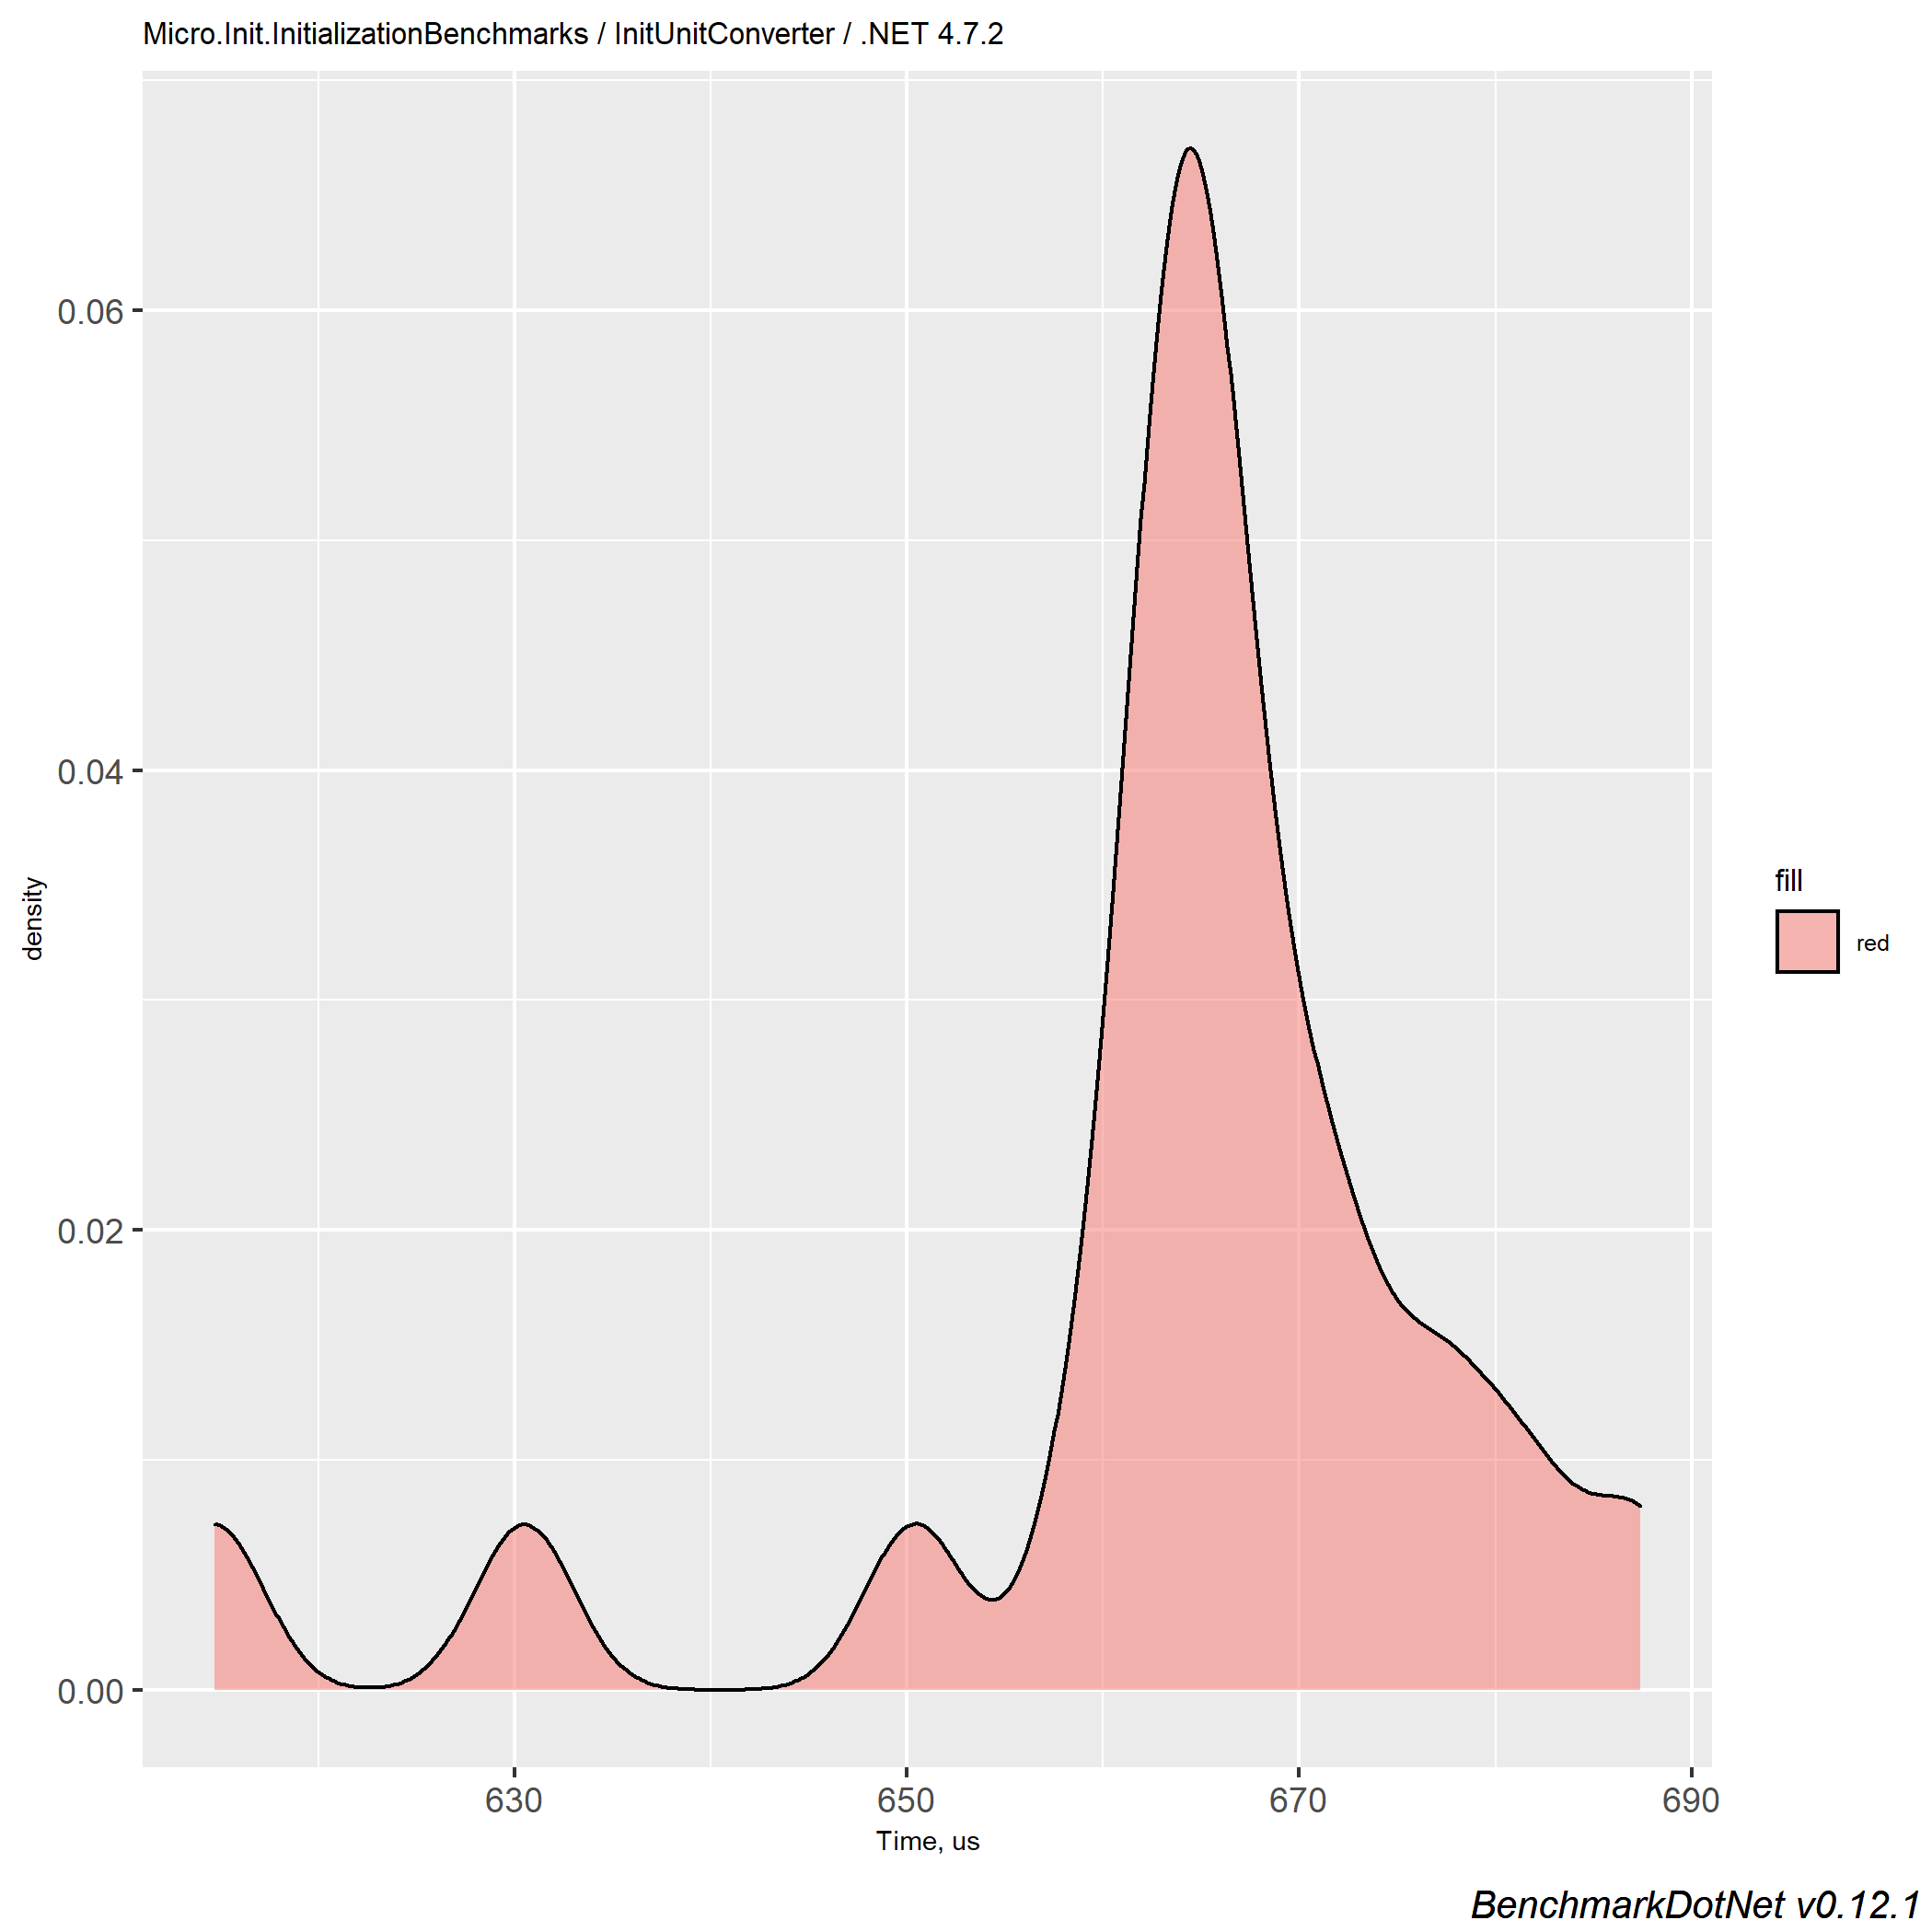 Micro.Init.InitializationBenchmarks / InitUnitConverter / .NET 4.7.2
0.06
0.04
0.02
0.00
density
630 650 670 690
Time, us
fill
red
BenchmarkDotNet v0.12.1